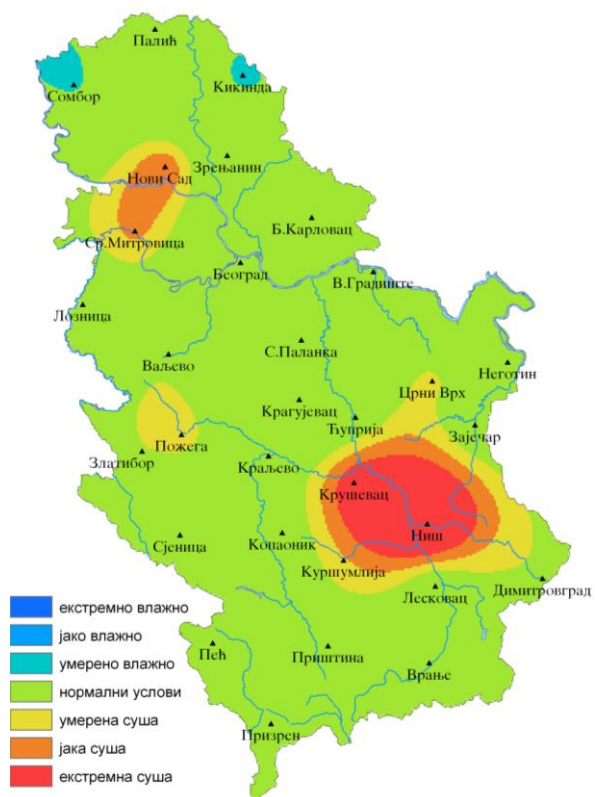 Палић
Сомбор
Кикинда
Нови Сад
Зрењанин
Ср.Митровица
Б.Карловац
Београд
В.Градиште
Лозница
Ваљево
С.Паланка
Неготин
Црни Врх
Крагујевац
Ћуприја
Зајечар
Пожега
Златибор
Краљево
Крушевац
Ниш
Сјеница
Копаоник
Куршумлија
Димитровград
Лесковац
Пећ
Приштина
Врање
Призрен
екстремно влажно
јако влажно
умерено влажно
нормални услови
умерена суша
јака суша
екстремна суша